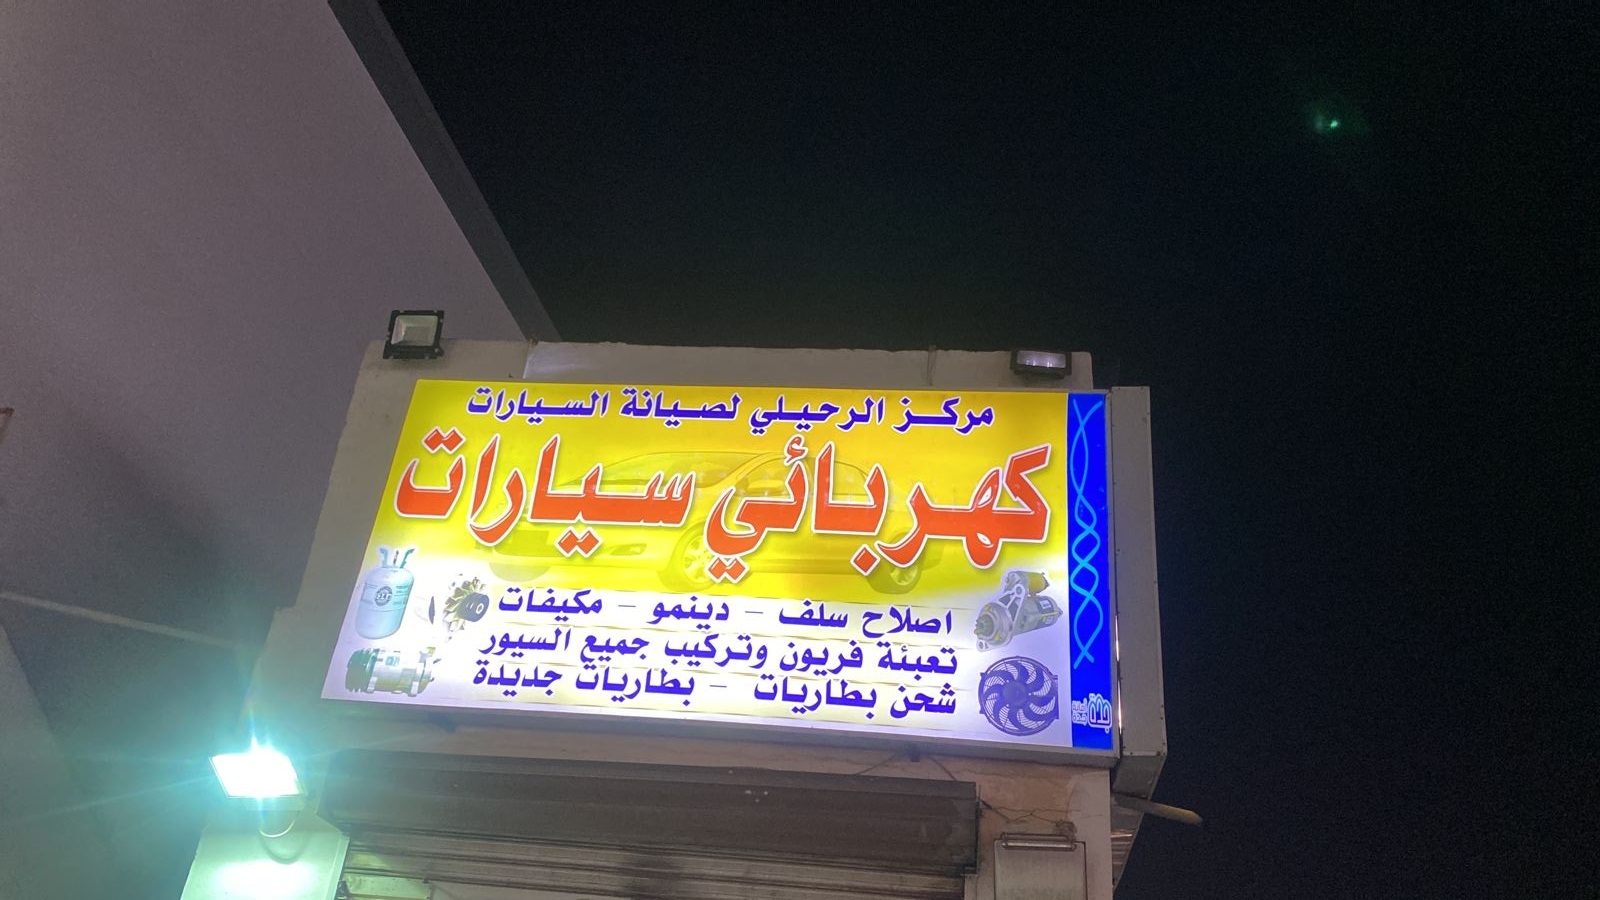 مركز الرحيلي لصيانة السيارات
كهربائي سيارات
اصلاح سلف - دينمو - مكيفات
تعبئة فريون وتركيب جميع السيور
شحن بطاريات - بطاريات جديدة
جدة